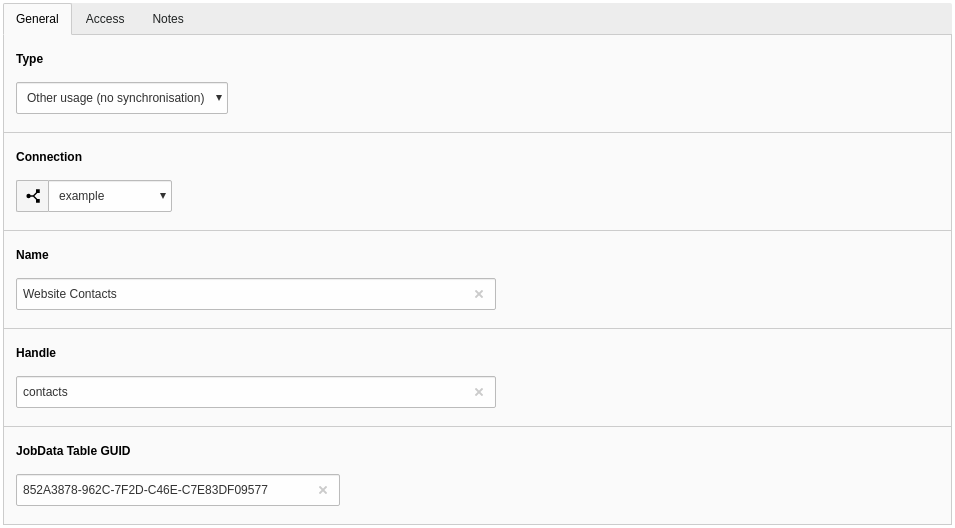 General Access Notes
Type
Other usage (no synchronisation)
Connection
example
Name
Website Contacts
Handle
contacts
JobData Table GUID
852A3878-962C-7F2D-C46E-C7E83DF09577